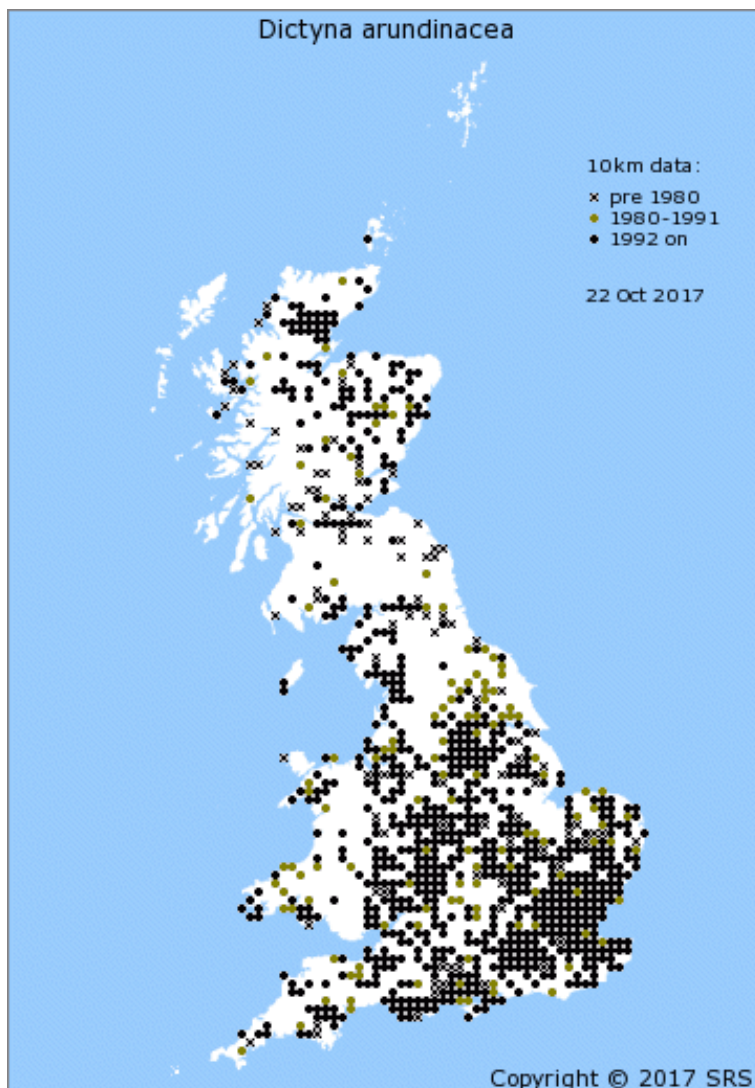 Dictyna arundinacea
10km data:
pre 1980
1980-1991
1992 on
22 Oct 2017
Copyright © 2017 SRS